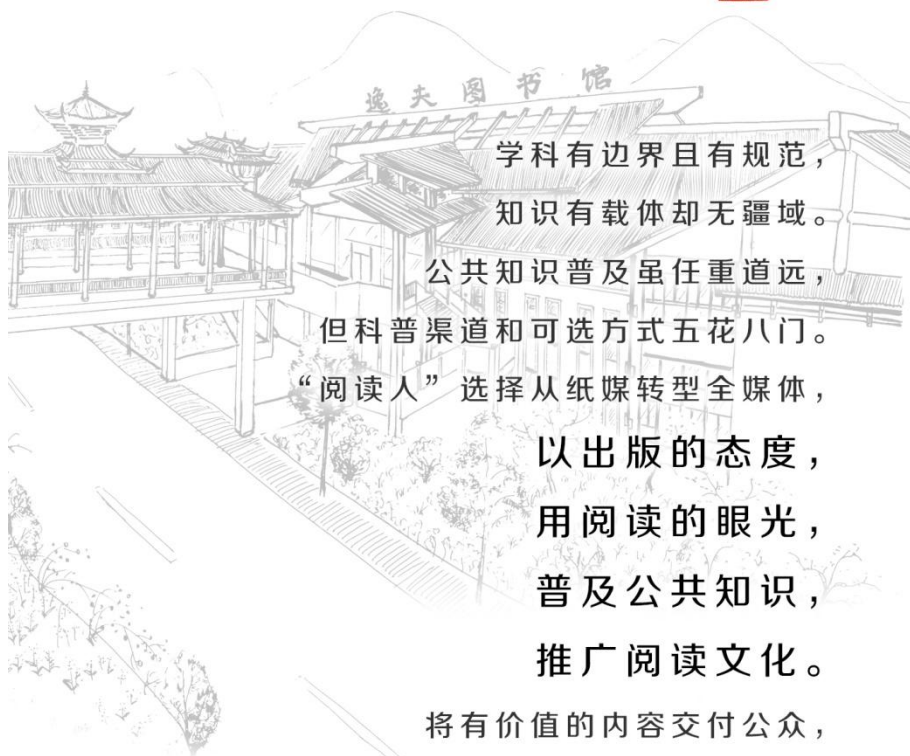 逸夫图书馆
学科有边界且有规范，
知识有载体却无疆域。
公共知识普及虽任重道远，
但科普渠道和可选方式五花八门。
“阅读人”选择从纸媒转型全媒体，
以出版的态度，
用阅读的眼光，
普及公共知识，
推广阅读文化。
将有价值的内容交付公众，